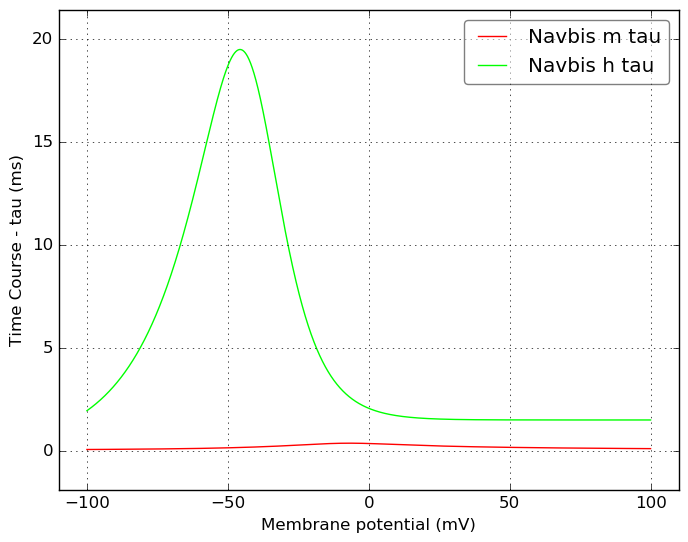 Navbis m tau
Navbis h tau
20
15
10
5
0
Time Course - tau (ms)
−100
−50
0
50
100
Membrane potential (mV)